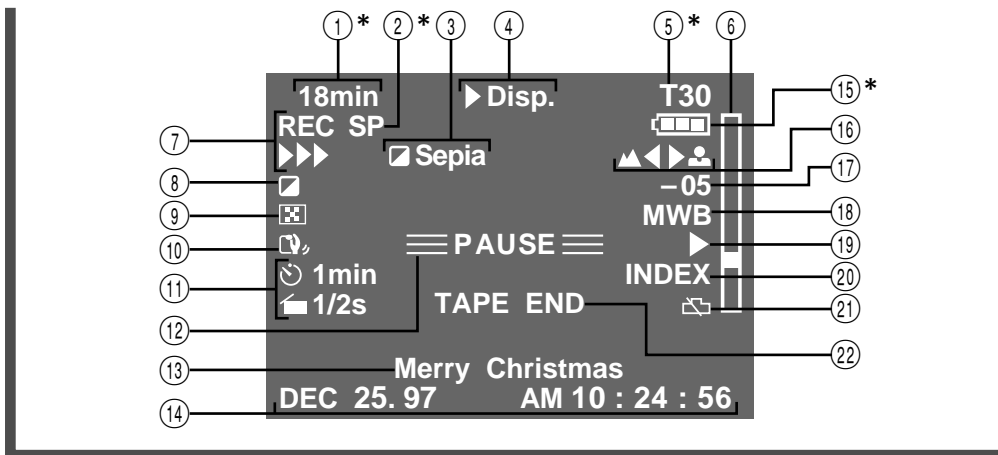 ① * ② * ③ ④ ⑤ * ⑥
18min ▶ Disp. T30 ⑮ *
⑦ REC SP ⑯
▶▶▶ Sepia ◀ ▶ ⑰
⑧ –05
⑨ MWB ⑱
⑩ PAUSE ▶ ⑲
⑪ 1min INDEX ⑳
1/2s TAPE END ㉑
⑫ ㉒
⑬ Merry Christmas
⑭ DEC 25. 97 AM 10 : 24 : 56